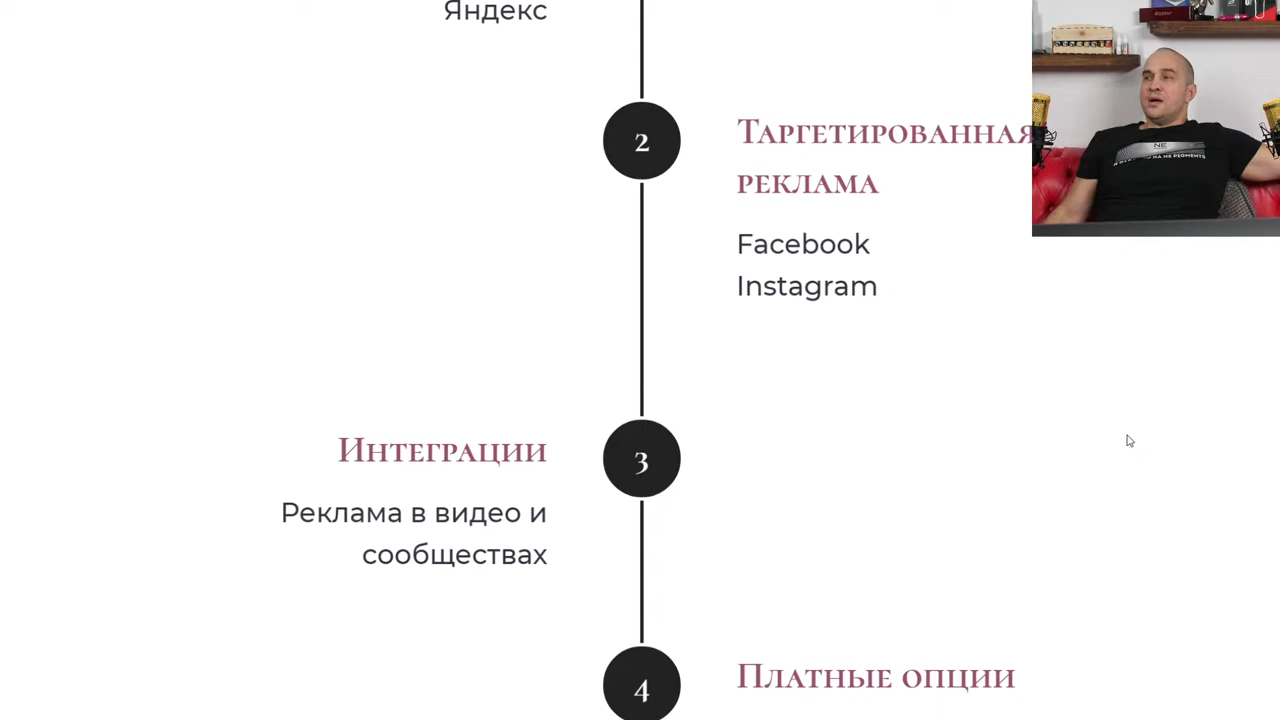 Яндекс
2
Таргетированная
реклама
Facebook
Instagram
3
Интеграции
Реклама в видео и
сообществах
4
Платные опции